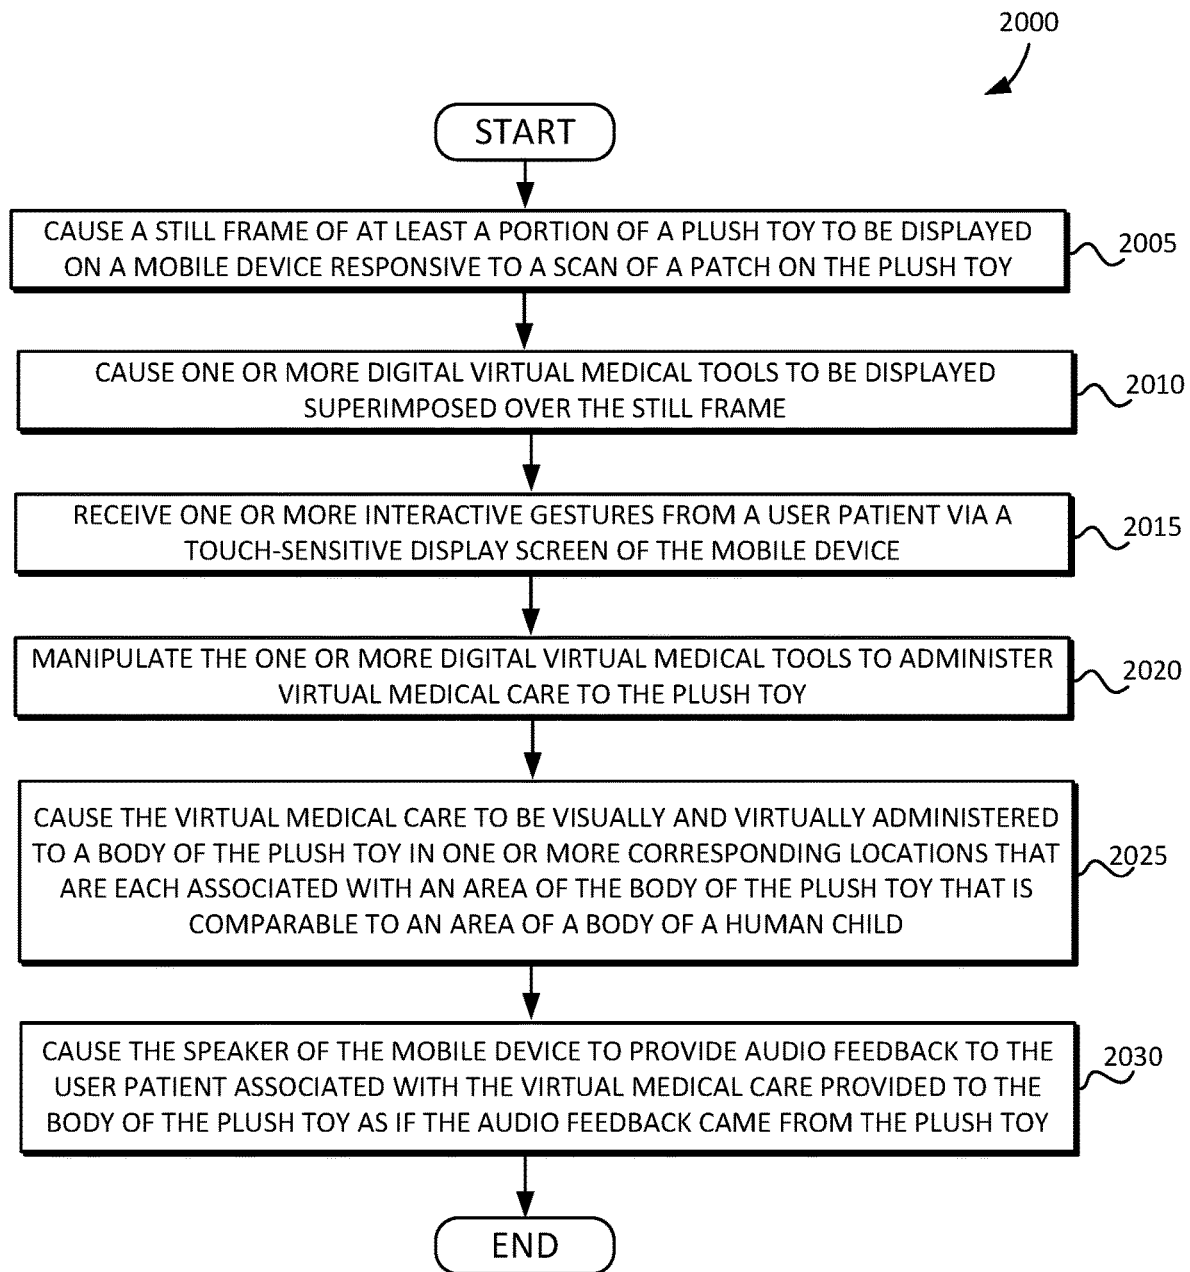 2000
START
CAUSE A STILL FRAME OF AT LEAST A PORTION OF A PLUSH TOY TO BE DISPLAYED
ON A MOBILE DEVICE RESPONSIVE TO A SCAN OF A PATCH ON THE PLUSH TOY
2005
CAUSE ONE OR MORE DIGITAL VIRTUAL MEDICAL TOOLS TO BE DISPLAYED
SUPERIMPOSED OVER THE STILL FRAME
2010
RECEIVE ONE OR MORE INTERACTIVE GESTURES FROM A USER PATIENT VIA A
TOUCH-SENSITIVE DISPLAY SCREEN OF THE MOBILE DEVICE
2015
MANIPULATE THE ONE OR MORE DIGITAL VIRTUAL MEDICAL TOOLS TO ADMINISTER
VIRTUAL MEDICAL CARE TO THE PLUSH TOY
2020
CAUSE THE VIRTUAL MEDICAL CARE TO BE VISUALLY AND VIRTUALLY ADMINISTERED
TO A BODY OF THE PLUSH TOY IN ONE OR MORE CORRESPONDING LOCATIONS THAT
ARE EACH ASSOCIATED WITH AN AREA OF THE BODY OF THE PLUSH TOY THAT IS
COMPARABLE TO AN AREA OF A BODY OF A HUMAN CHILD
2025
CAUSE THE SPEAKER OF THE MOBILE DEVICE TO PROVIDE AUDIO FEEDBACK TO THE
USER PATIENT ASSOCIATED WITH THE VIRTUAL MEDICAL CARE PROVIDED TO THE
BODY OF THE PLUSH TOY AS IF THE AUDIO FEEDBACK CAME FROM THE PLUSH TOY
2030
END